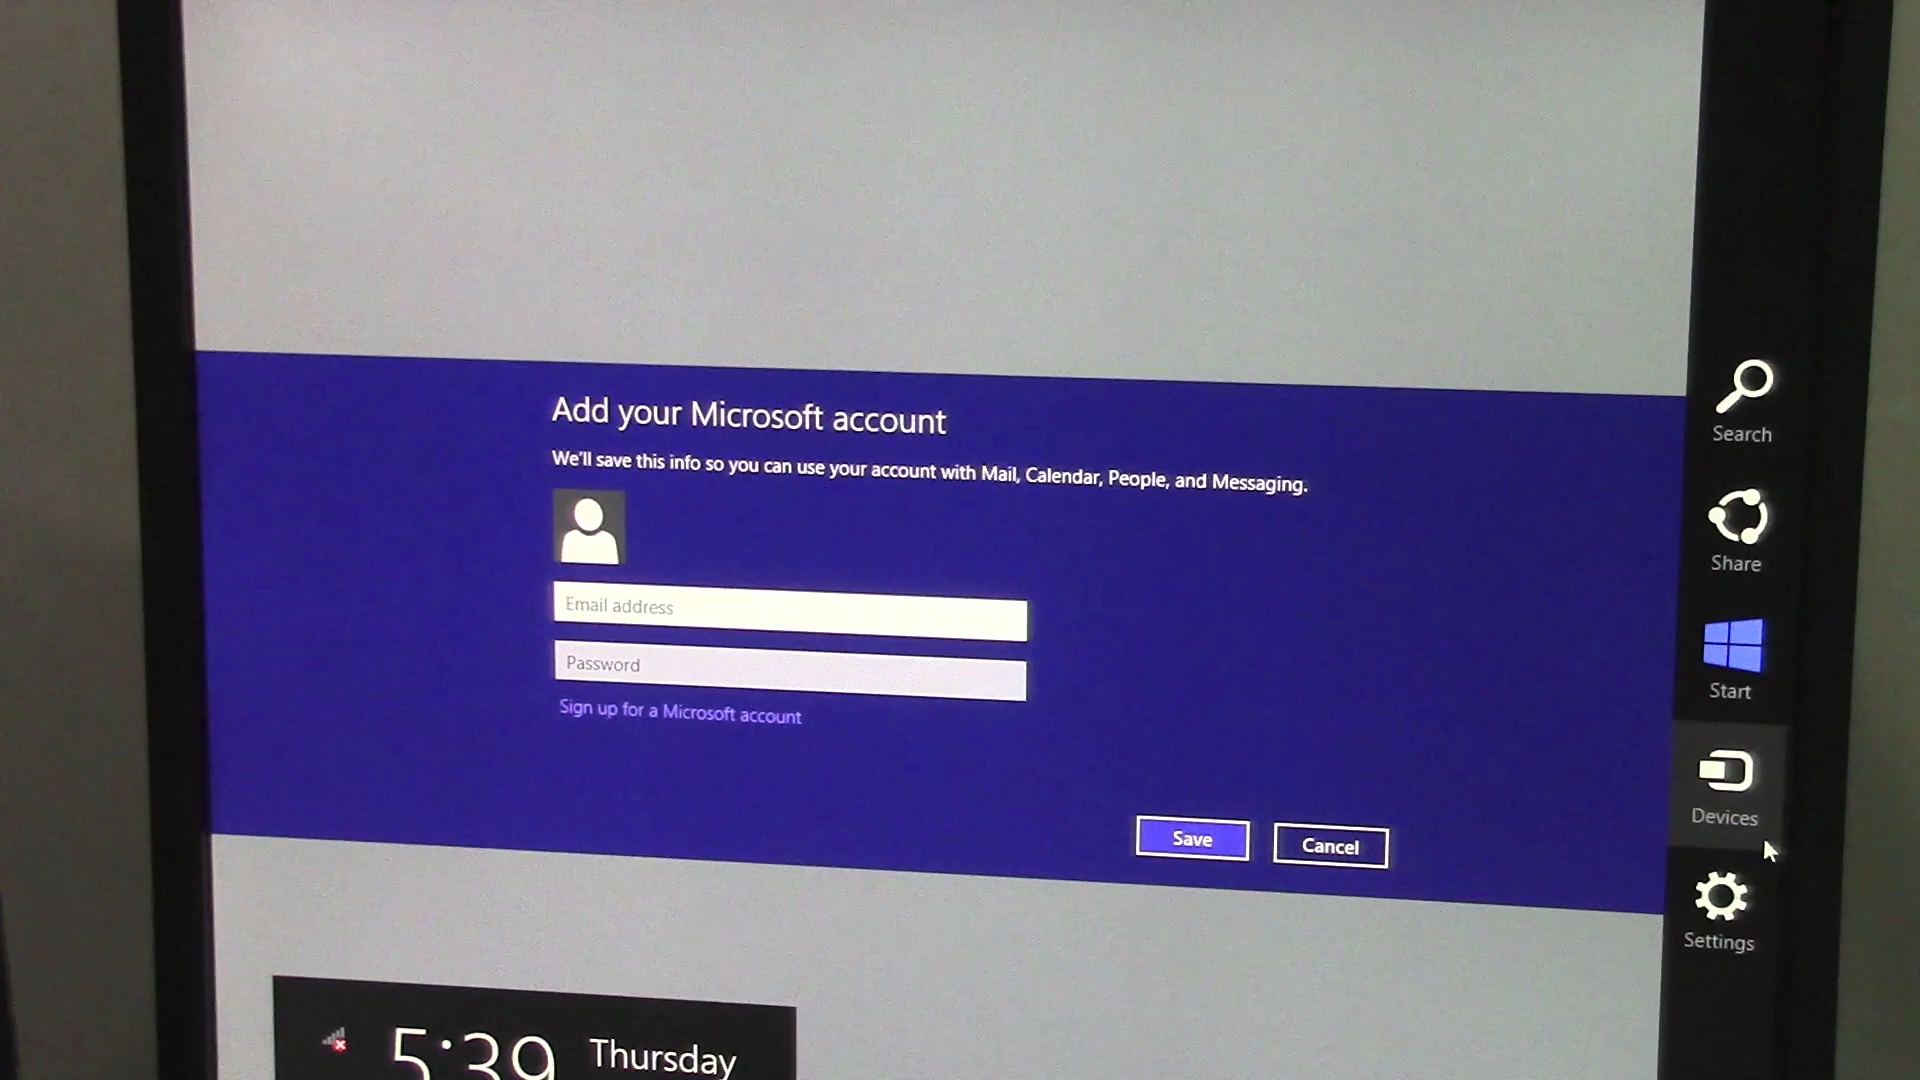 Add your Microsoft account
We'll save this info so you can use your account with Mail, Calendar, People, and Messaging.
Email address
Password
Sign up for a Microsoft account
Save
Cancel
Search
Share
Start
Devices
Settings
5:39
Thursday